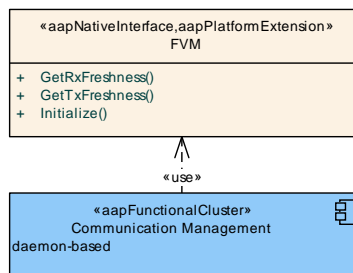 «aapNativeInterface,aapPlatformExtension»
FVM
+ GetRxFreshness()
+ GetTxFreshness()
+ Initialize()
«use»
«aapFunctionalCluster»
Communication Management
daemon-based